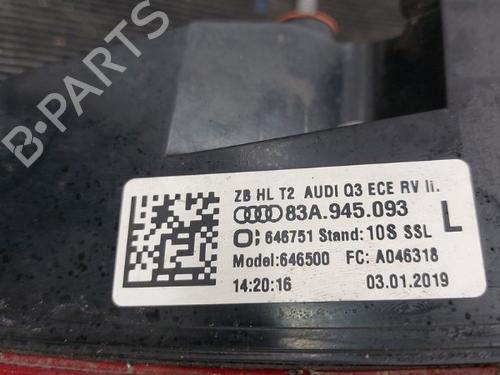 B-PARTS
ZB HL T2 AUDI Q3 ECE RV li.
83A.945.093
L
646751 Stand: 10S SSL
Model:646500 FC: A046318
14:20:16 03.01.2019